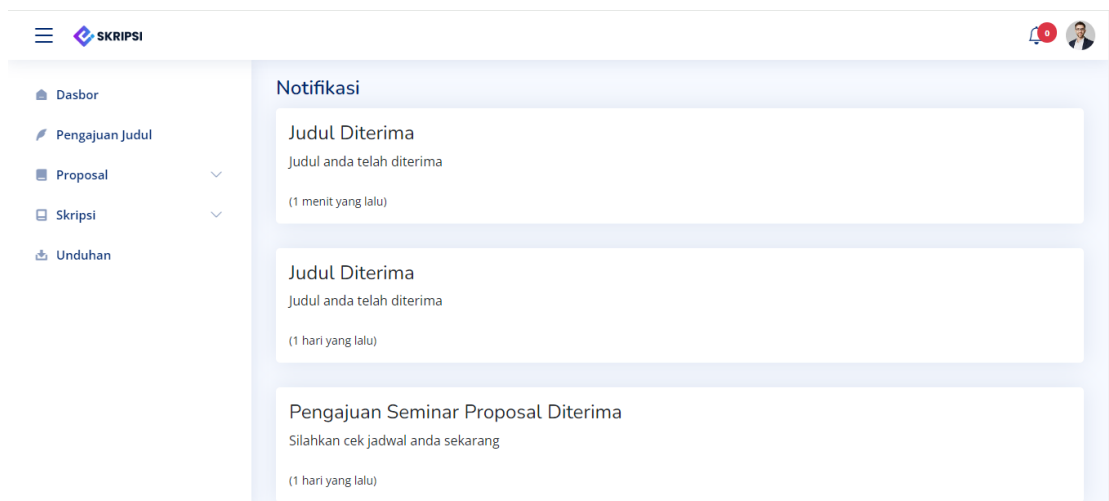 SKRIPSI
0
Dasbor
Pengajuan Judul
Proposal
Skripsi
Unduhan
Notifikasi
Judul Diterima
Judul anda telah diterima
(1 menit yang lalu)
Judul Diterima
Judul anda telah diterima
(1 hari yang lalu)
Pengajuan Seminar Proposal Diterima
Silahkan cek jadwal anda sekarang
(1 hari yang lalu)